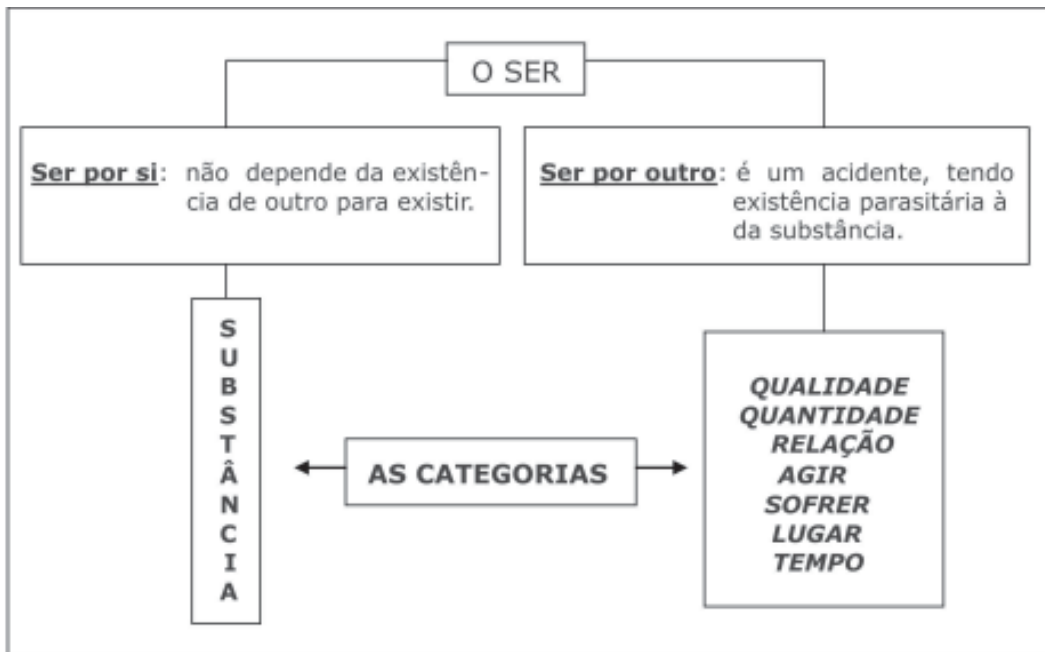 O SER
Ser por si: não depende da existên-
cia de outro para existir.
Ser por outro: é um acidente, tendo
existência parasitária à
da substância.
SUBSTÂNCIA
AS CATEGORIAS
QUALIDADE
QUANTIDADE
RELAÇÃO
AGIR
SOFRER
LUGAR
TEMPO